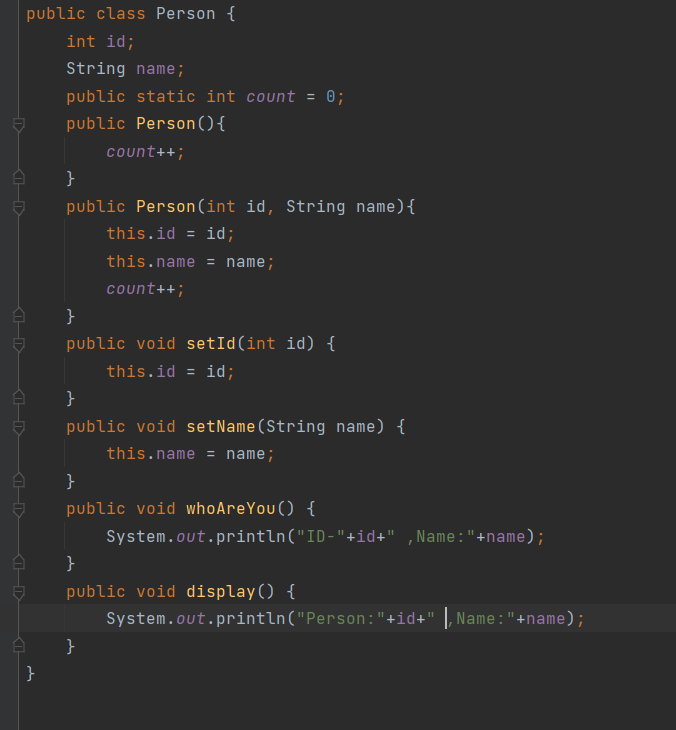 public class Person {
    int id;
    String name;
    public static int count = 0;
    public Person(){
        count++;
    }
    public Person(int id, String name){
        this.id = id;
        this.name = name;
        count++;
    }
    public void setId(int id) {
        this.id = id;
    }
    public void setName(String name) {
        this.name = name;
    }
    public void whoAreYou() {
        System.out.println("ID-"+id+" ,Name:"+name);
    }
    public void display() {
        System.out.println("Person:"+id+" ,Name:"+name);
    }
}